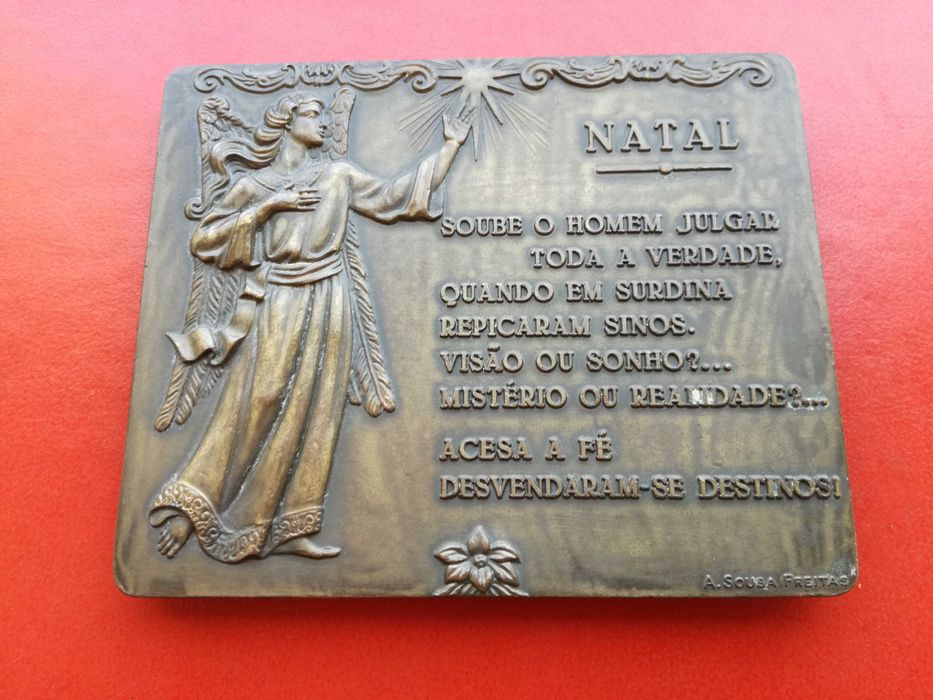 NATAL
SOUBE O HOMEM JULGAR
TODA A VERDADE,
QUANDO EM SURDINA
REPICARAM SINOS.
VISÃO OU SONHO?...
MISTÉRIO OU REALIDADE?...
ACESA A FÉ
DESVENDARAM-SE DESTINOS!
A. SOUSA FREITAS